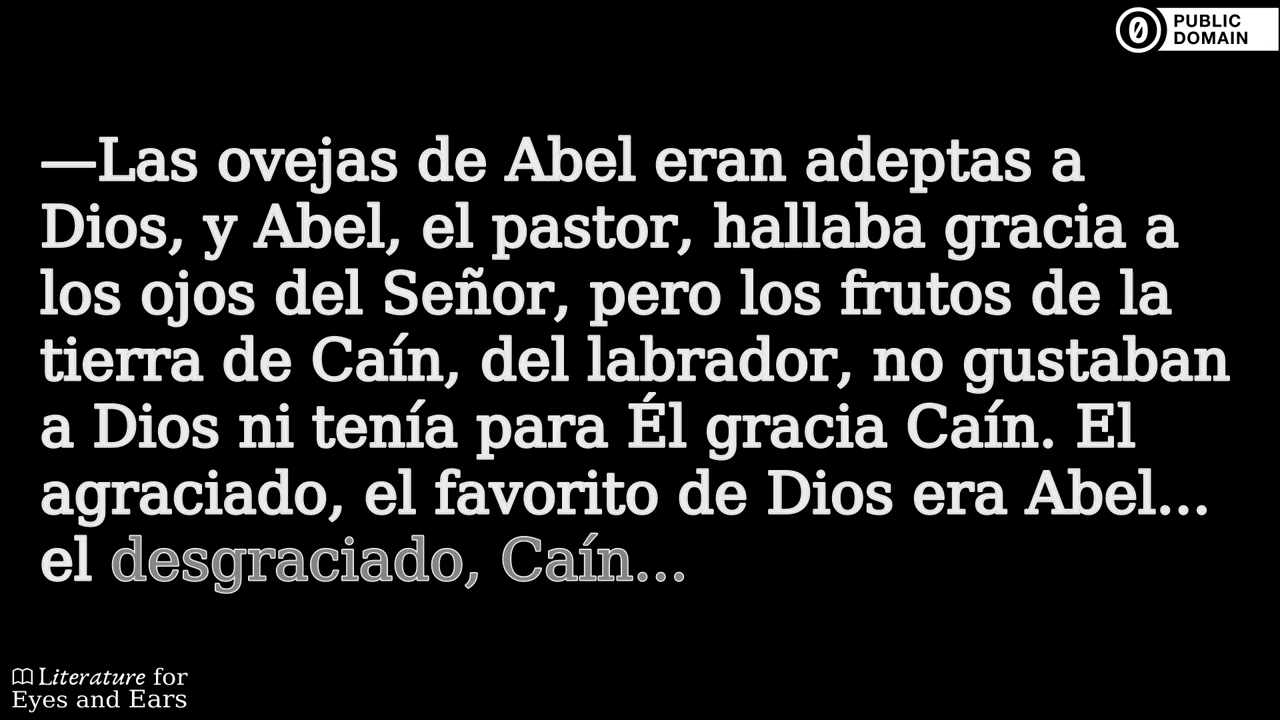 PUBLIC
DOMAIN
—Las ovejas de Abel eran adeptas a
Dios, y Abel, el pastor, hallaba gracia a
los ojos del Señor, pero los frutos de la
tierra de Caín, del labrador, no gustaban
a Dios ni tenía para Él gracia Caín. El
agraciado, el favorito de Dios era Abel...
el desgraciado, Caín...
Literature for
Eyes and Ears